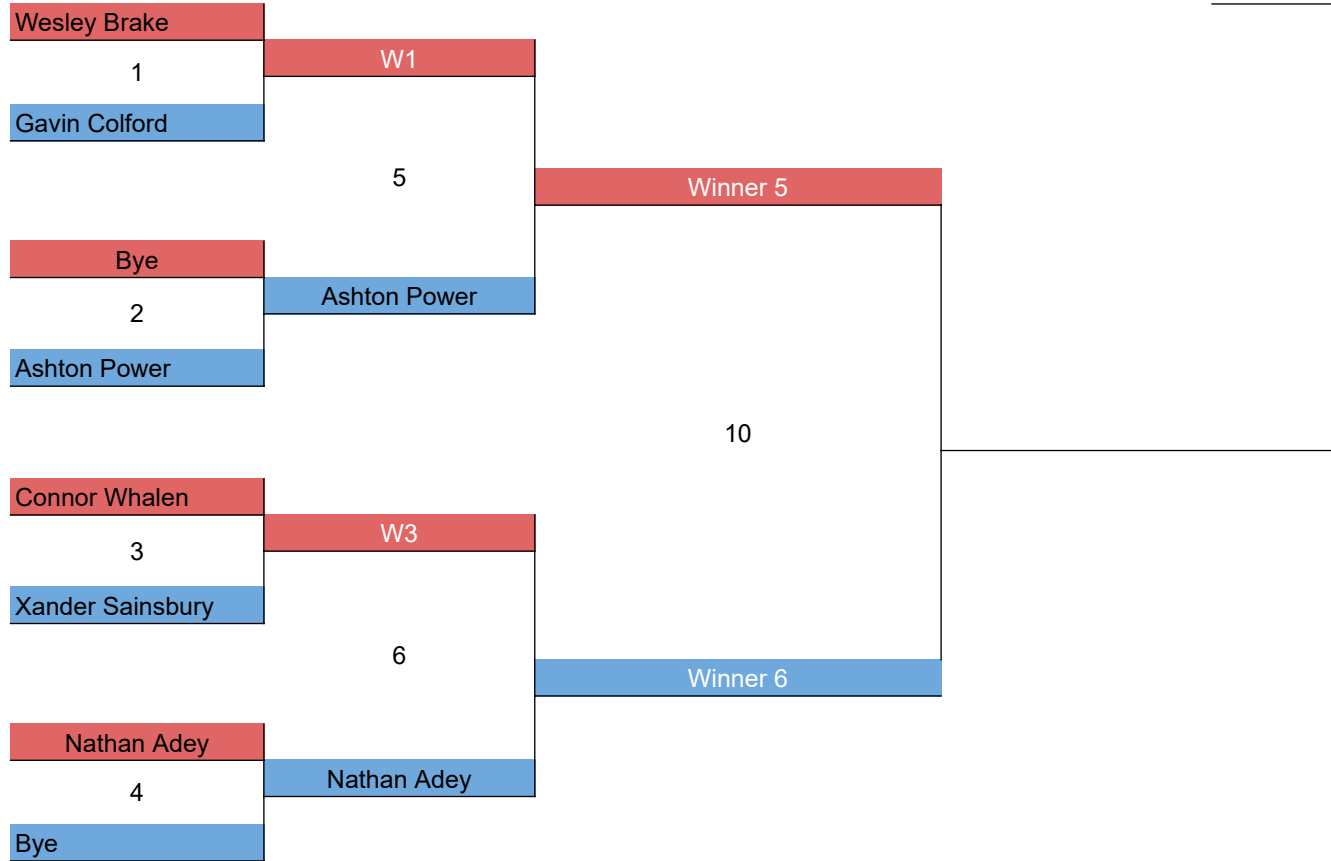 Wesley Brake
W1
1
Gavin Colford
5
Winner 5
Bye
Ashton Power
2
Ashton Power
10
Connor Whalen
W3
3
Xander Sainsbury
6
Winner 6
Nathan Adey
Nathan Adey
4
Bye